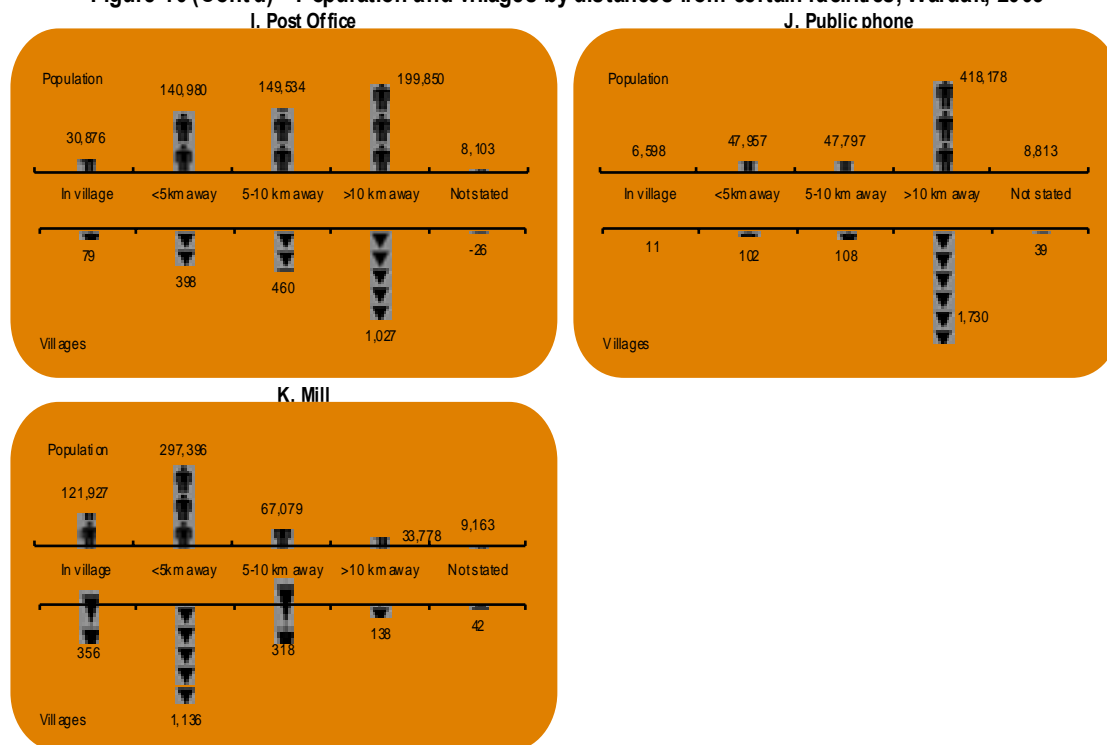 I. Post Office
Population
140,980
149,534
199,850
30,876
8,103
In village <5km away 5-10 km away >10 km away Not stated
79
398
460
1,027
-26
Villages
J. Public phone
Population
418,178
6,598
47,957
47,797
8,813
In village <5km away 5-10 km away >10 km away Not stated
11
102
108
1,730
39
Villages
K. Mill
Population
297,396
121,927
67,079
33,778
9,163
In village <5km away 5-10 km away >10 km away Not stated
356
1,136
318
138
42
Villages